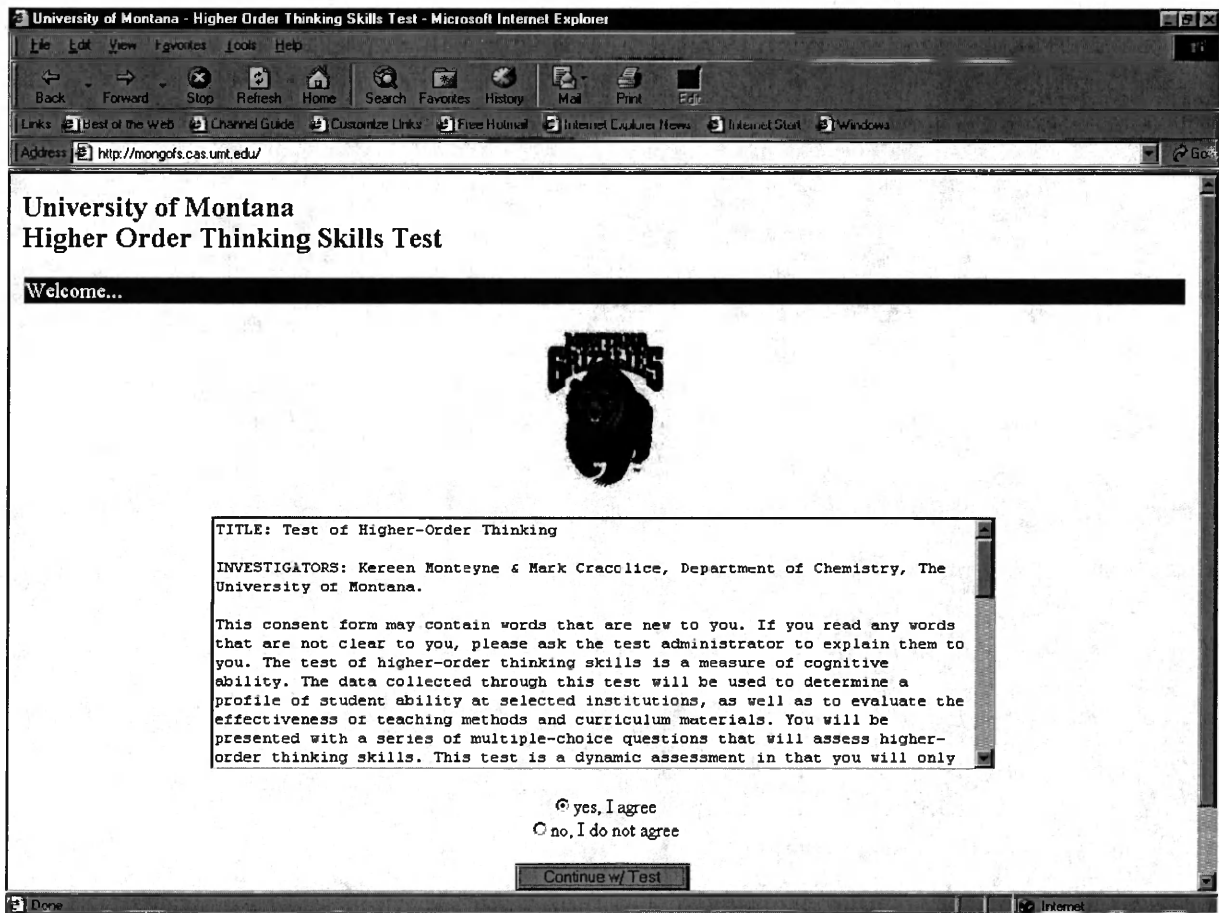 University of Montana - Higher Order Thinking Skills Test - Microsoft Internet Explorer
File Edit View Favorites Tools Help
Back Forward Stop Refresh Home Search Favorites History Mail Print Edit
Links Best of the Web Channel Guide Customize Links Free Hotmail Internet Explorer News Internet Start Windows
Address http://mongofs.cas.umt.edu/ Go
University of Montana
Higher Order Thinking Skills Test
Welcome...
MONTANA
GRIZZLIES
TITLE: Test of Higher-Order Thinking
INVESTIGATORS: Kereen Monteyne & Mark Cracolice, Department of Chemistry, The
University of Montana.
This consent form may contain words that are new to you. If you read any words
that are not clear to you, please ask the test administrator to explain them to
you. The test of higher-order thinking skills is a measure of cognitive
ability. The data collected through this test will be used to determine a
profile of student ability at selected institutions, as well as to evaluate the
effectiveness of teaching methods and curriculum materials. You will be
presented with a series of multiple-choice questions that will assess higher-
order thinking skills. This test is a dynamic assessment in that you will only
yes, I agree
no, I do not agree
Continue w/ Test
Done Internet